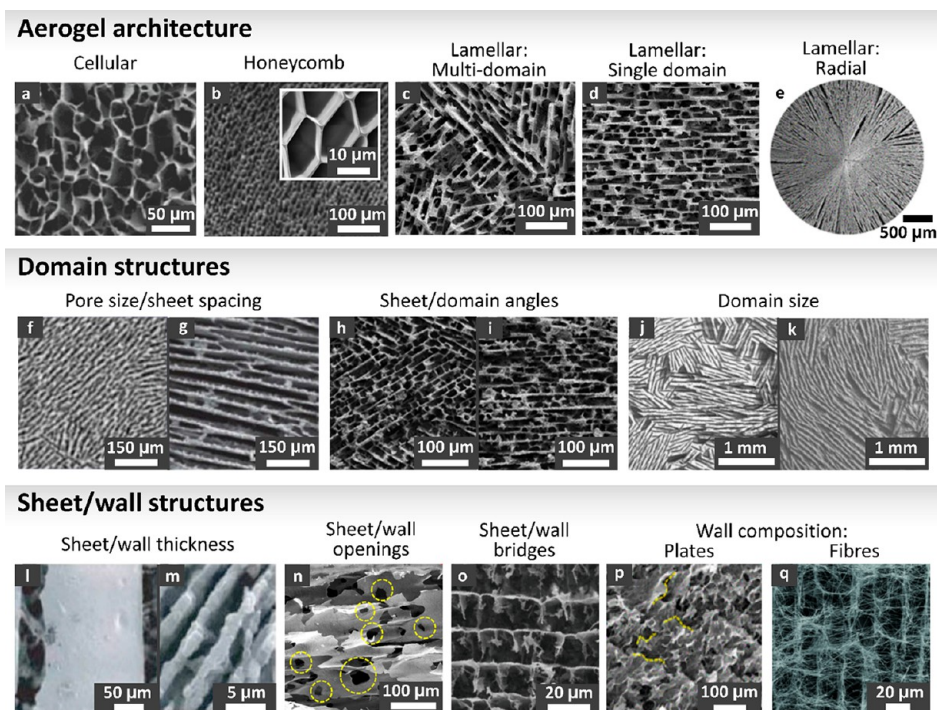 Aerogel architecture
Cellular
Honeycomb
Lamellar:
Multi-domain
Lamellar:
Single domain
Lamellar:
Radial
a
b
c
d
e
50 µm
10 µm
100 µm
100 µm
100 µm
500 µm
Domain structures
Pore size/sheet spacing
Sheet/domain angles
Domain size
f
g
h
i
j
k
150 µm
150 µm
100 µm
100 µm
1 mm
1 mm
Sheet/wall structures
Sheet/wall thickness
Sheet/wall
openings
Sheet/wall
bridges
Wall composition:
Plates
Fibres
l
m
n
o
p
q
50 µm
5 µm
100 µm
20 µm
100 µm
20 µm